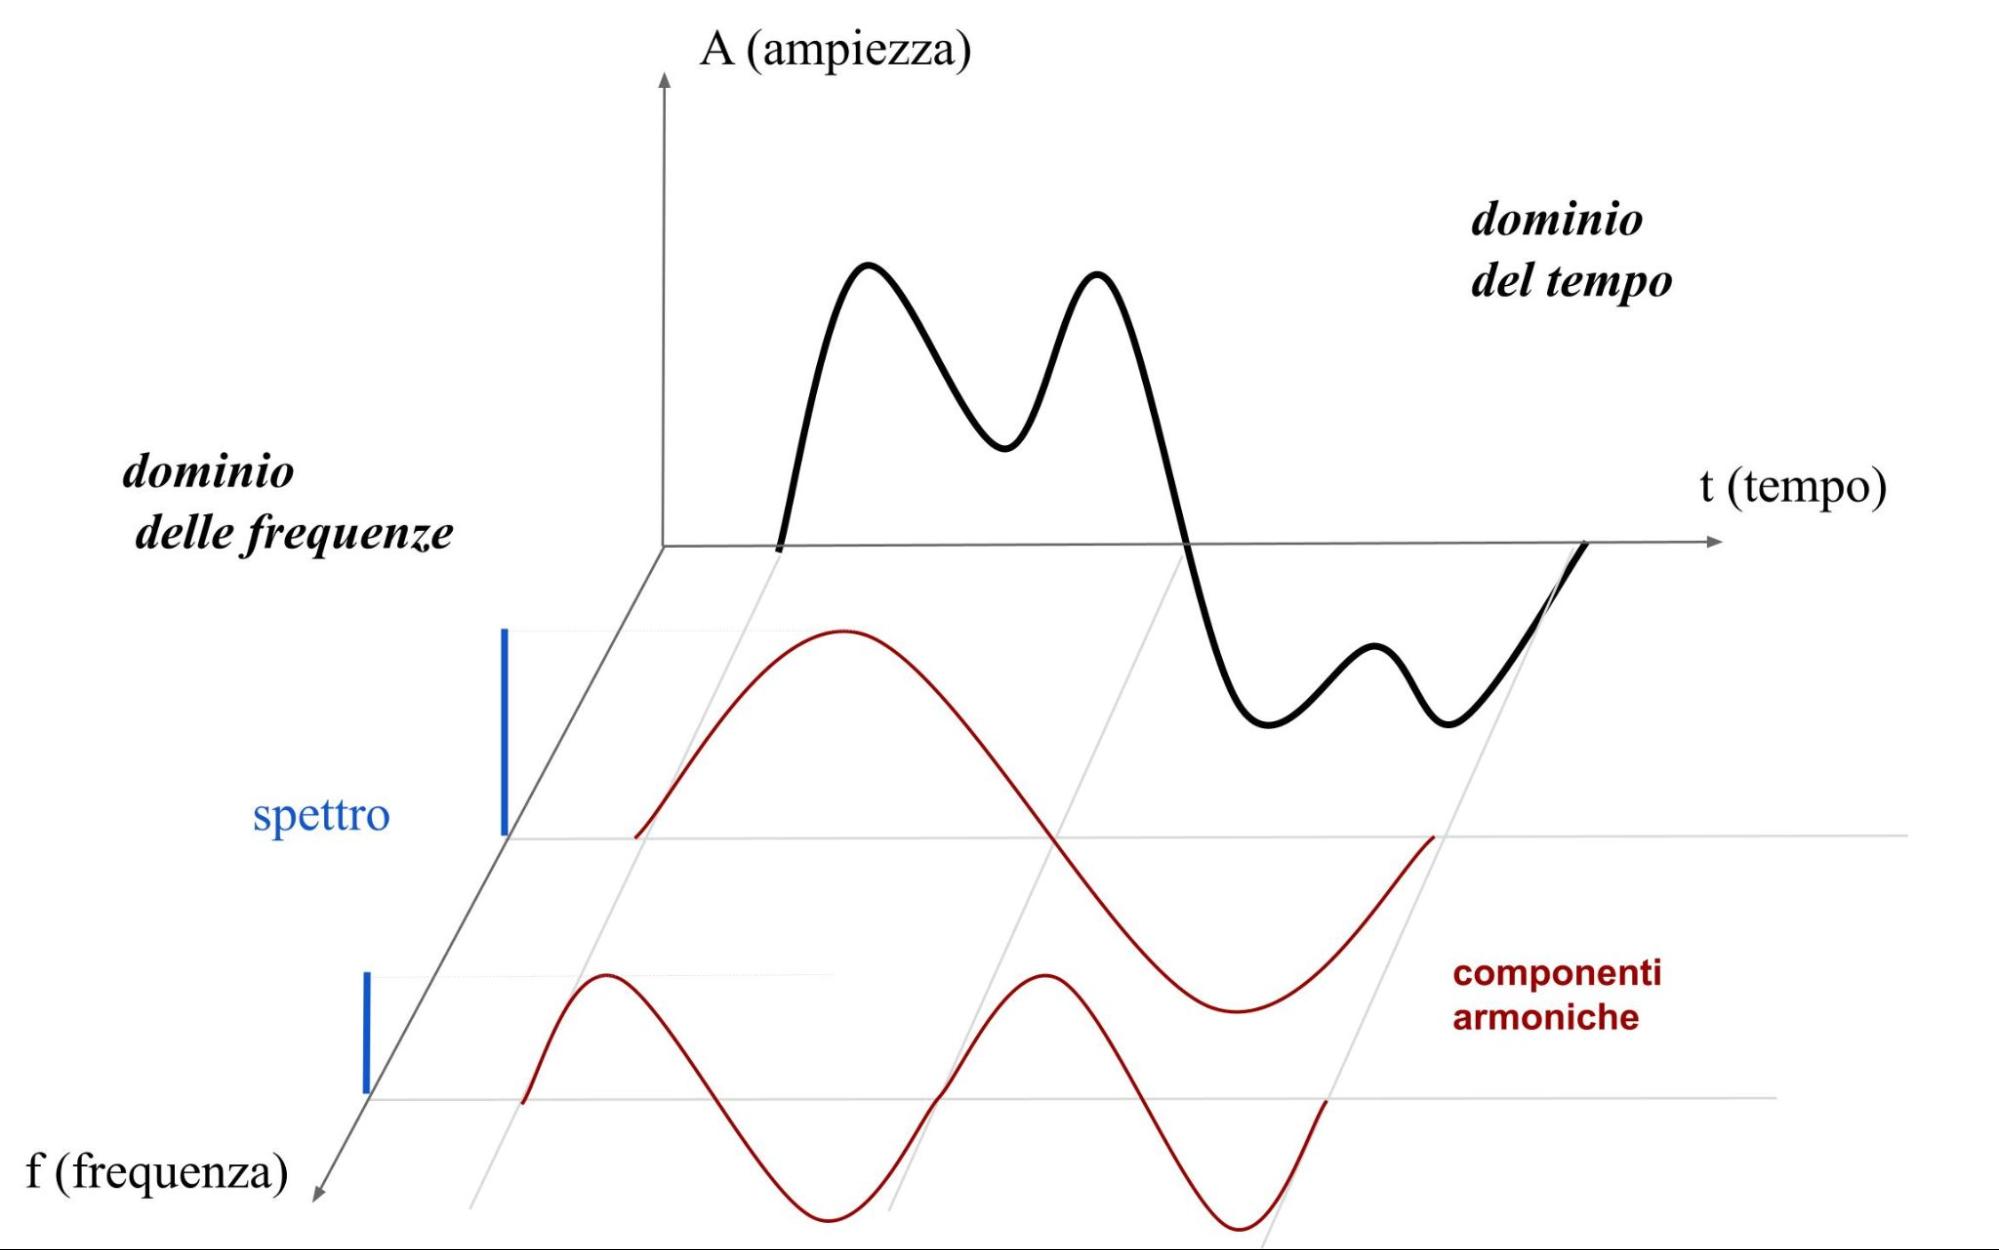 A (ampiezza)
dominio
del tempo
dominio
delle frequenze
t (tempo)
spettro
componenti
armoniche
f (frequenza)